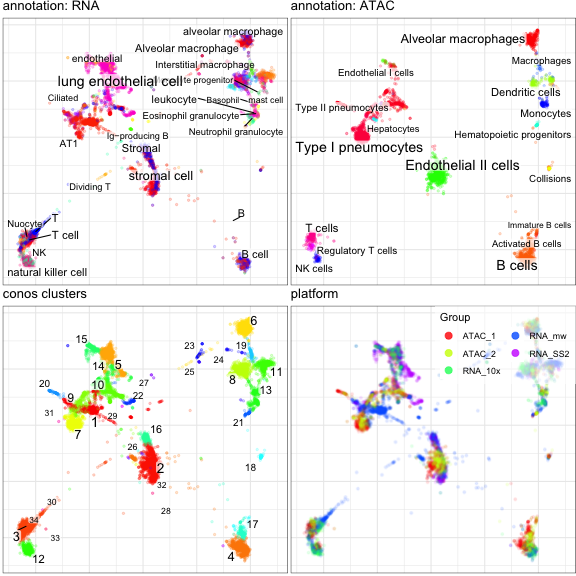 annotation: RNA
alveolar macrophage
Alveolar macrophage
endothelial
Interstitial macrophage
lung endothelial cell
te progenitor
Ciliated
leukocyte
Basophil
mast cell
Eosinophil granulocyte
Neutrophil granulocyte
AT1
Ig-producing B
Stromal
stromal cell
Dividing T
B
Nuocyte
T
T cell
NK
B cell
natural killer cell
annotation: ATAC
Alveolar macrophages
Macrophages
Endothelial I cells
Dendritic cells
Type II pneumocytes
Monocytes
Hepatocytes
Hematopoietic progenitors
Type I pneumocytes
Endothelial II cells
Collisions
T cells
Immature B cells
Regulatory T cells
Activated B cells
NK cells
B cells
conos clusters
6
15
23
19
14
5
24
25
8
11
10
27
20
9
22
13
31
1
29
21
7
16
26
2
18
32
30
28
34
17
3
33
12
4
platform
Group
ATAC_1
RNA_mw
ATAC_2
RNA_SS2
RNA_10x